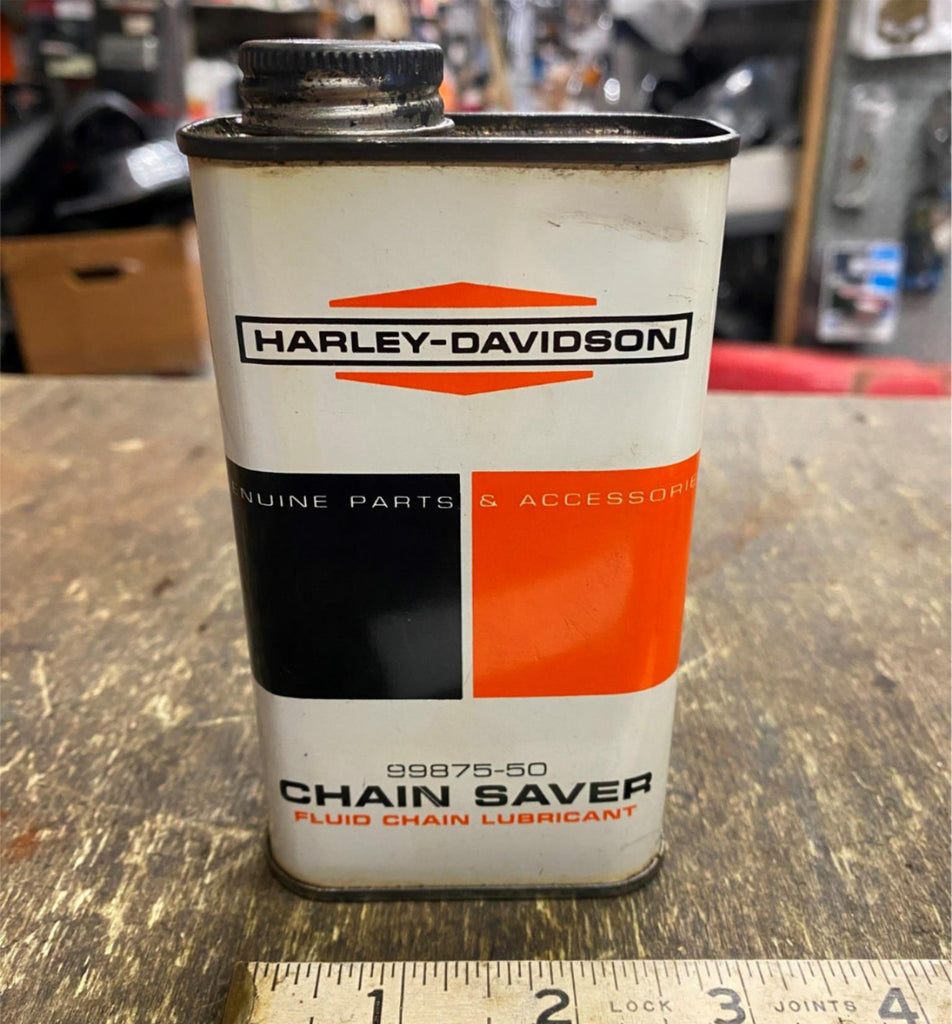 HARLEY-DAVIDSON
ENUINE PARTS & ACCESSORIE
99875-50
CHAIN SAVER
FLUID CHAIN LUBRICANT
1 2 LOCK 3 JOINTS 4